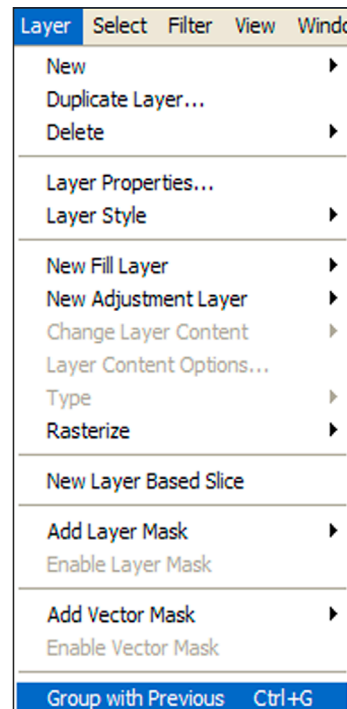 Layer Select Filter View Windo
New
Duplicate Layer...
Delete
Layer Properties...
Layer Style
New Fill Layer
New Adjustment Layer
Change Layer Content
Layer Content Options...
Type
Rasterize
New Layer Based Slice
Add Layer Mask
Enable Layer Mask
Add Vector Mask
Enable Vector Mask
Group with Previous Ctrl+G